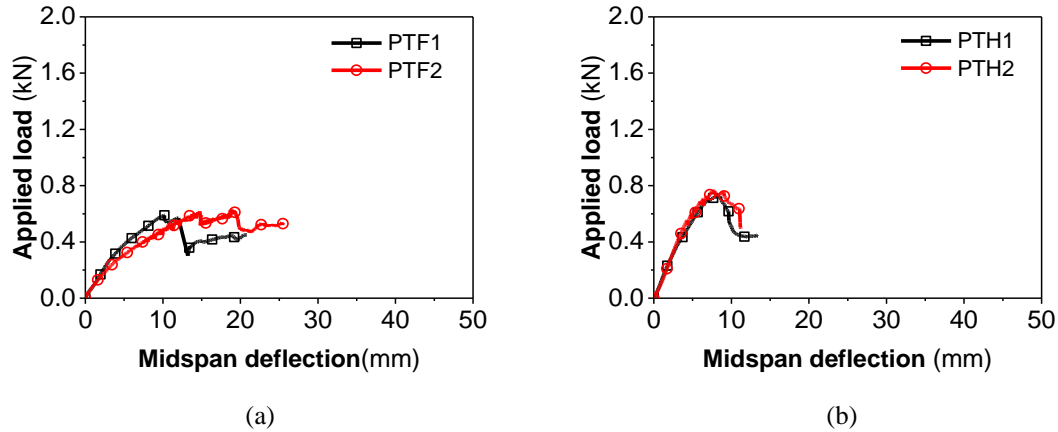 2.0
1.6
1.2
0.8
0.4
0.0
Applied load (kN)
PTF1
PTF2
0 10 20 30 40 50
Midspan deflection(mm)
(a)
2.0
1.6
1.2
0.8
0.4
0.0
Applied load (kN)
PTH1
PTH2
0 10 20 30 40 50
Midspan deflection (mm)
(b)